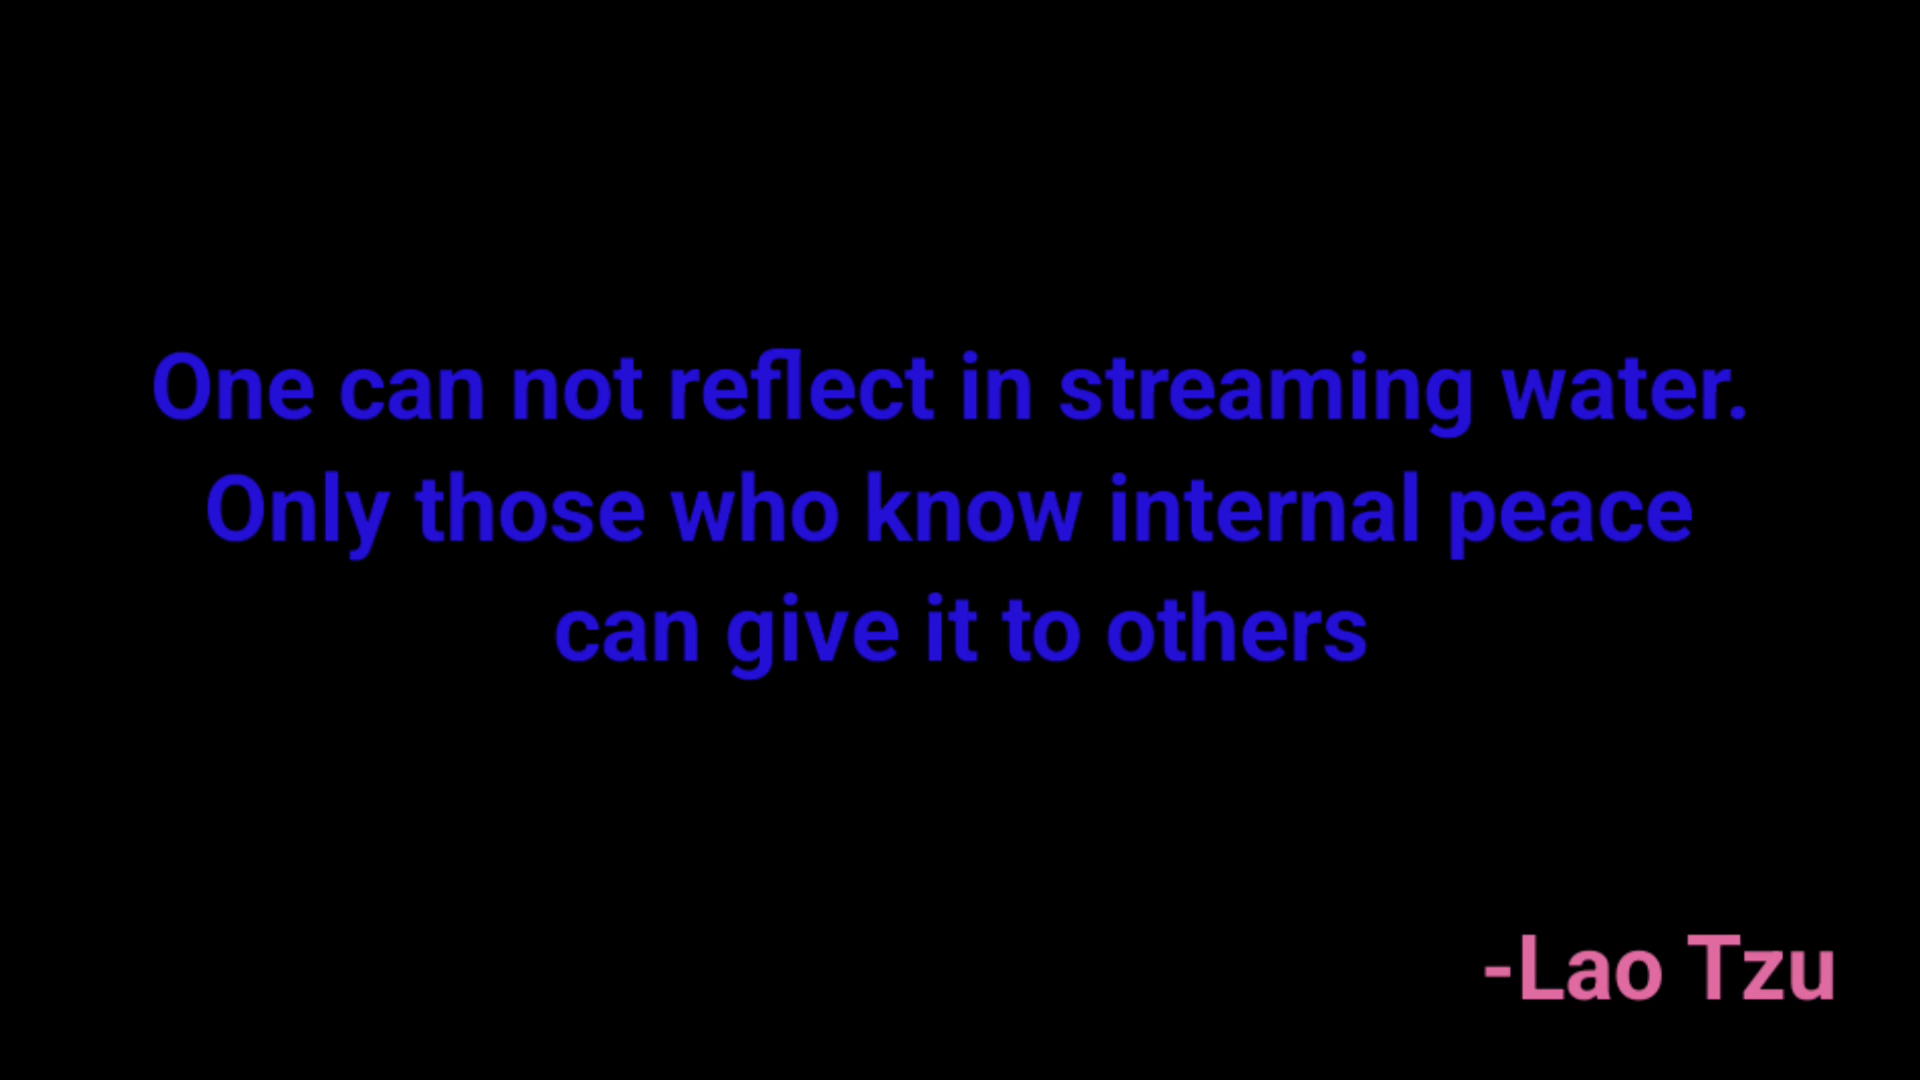 One can not reflect in streaming water.
Only those who know internal peace
can give it to others
-Lao Tzu